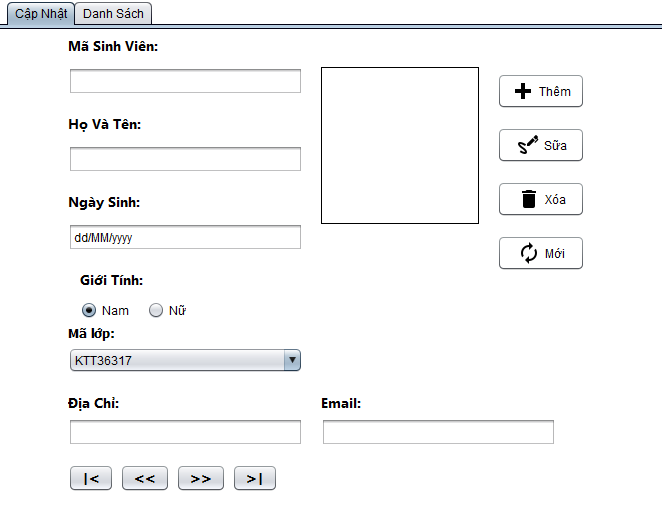 Cập Nhật Danh Sách
Mã Sinh Viên:
Thêm
Họ Và Tên:
Sữa
Ngày Sinh:
Xóa
dd/MM/yyyy
Mới
Giới Tính:
Nam Nữ
Mã lớp:
KTT36317
Địa Chỉ: Email:
|< << >> >|